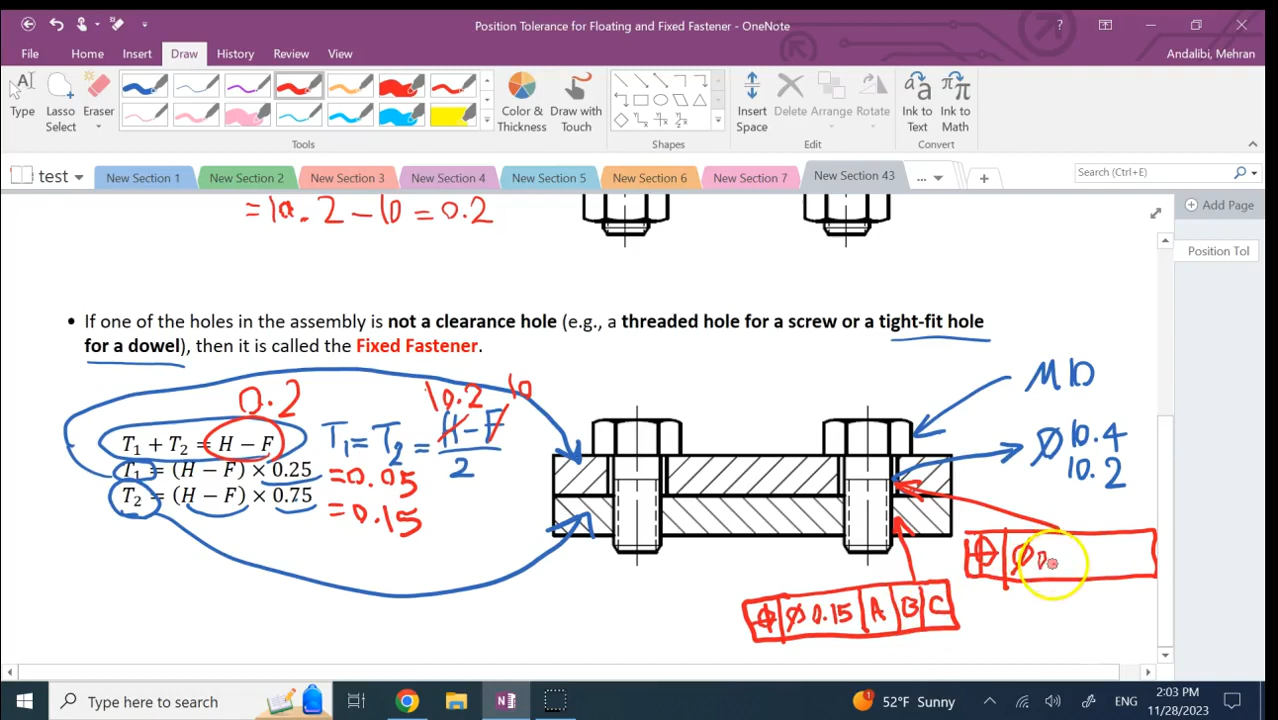 Position Tolerance for Floating and Fixed Fastener - OneNote
?
File Home Insert Draw History Review View
Andalibi, Mehran
Type
Lasso Select
Eraser
Color & Thickness
Draw with Touch
Insert Space
Delete
Arrange
Rotate
Ink to Text
Ink to Math
Tools
Shapes
Edit
Convert
test
New Section 1
New Section 2
New Section 3
New Section 4
New Section 5
New Section 6
New Section 7
New Section 43
...
Search (Ctrl+E)
Add Page
Position Tol
=10.2-10=0.2
• If one of the holes in the assembly is not a clearance hole (e.g., a threaded hole for a screw or a tight-fit hole
for a dowel), then it is called the Fixed Fastener.
M10
0.2
10.2 10
T₁ + T₂ = H − F
T₁=T₂=H-F/2
T₁ = (H − F) × 0.25 =0.05
T₂ = (H − F) × 0.75 =0.15
Ø 10.4
10.2
⌖ Ø 0.
⌖ Ø 0.15 A B C
Type here to search
52°F Sunny
ENG
2:03 PM
11/28/2023